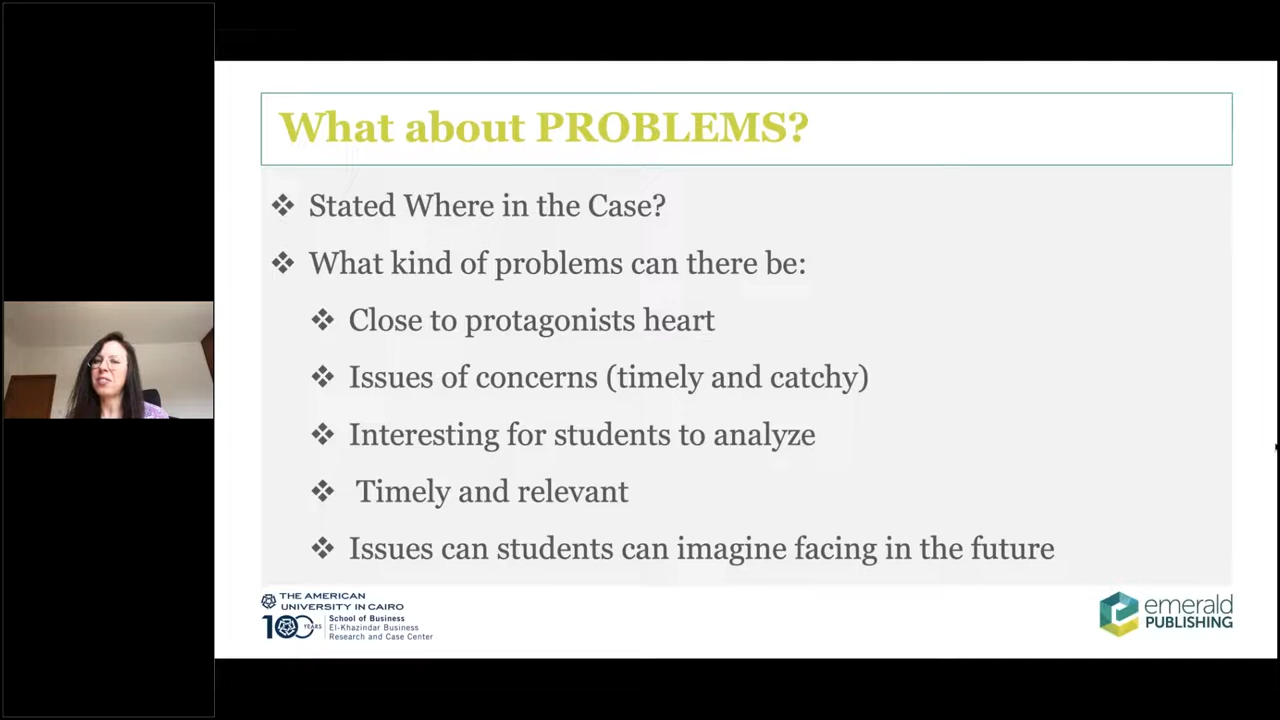 What about PROBLEMS?
Stated Where in the Case?
What kind of problems can there be:
Close to protagonists heart
Issues of concerns (timely and catchy)
Interesting for students to analyze
Timely and relevant
Issues can students can imagine facing in the future
THE AMERICAN
UNIVERSITY IN CAIRO
100 YEARS
School of Business
El-Khazindar Business
Research and Case Center
emerald
PUBLISHING